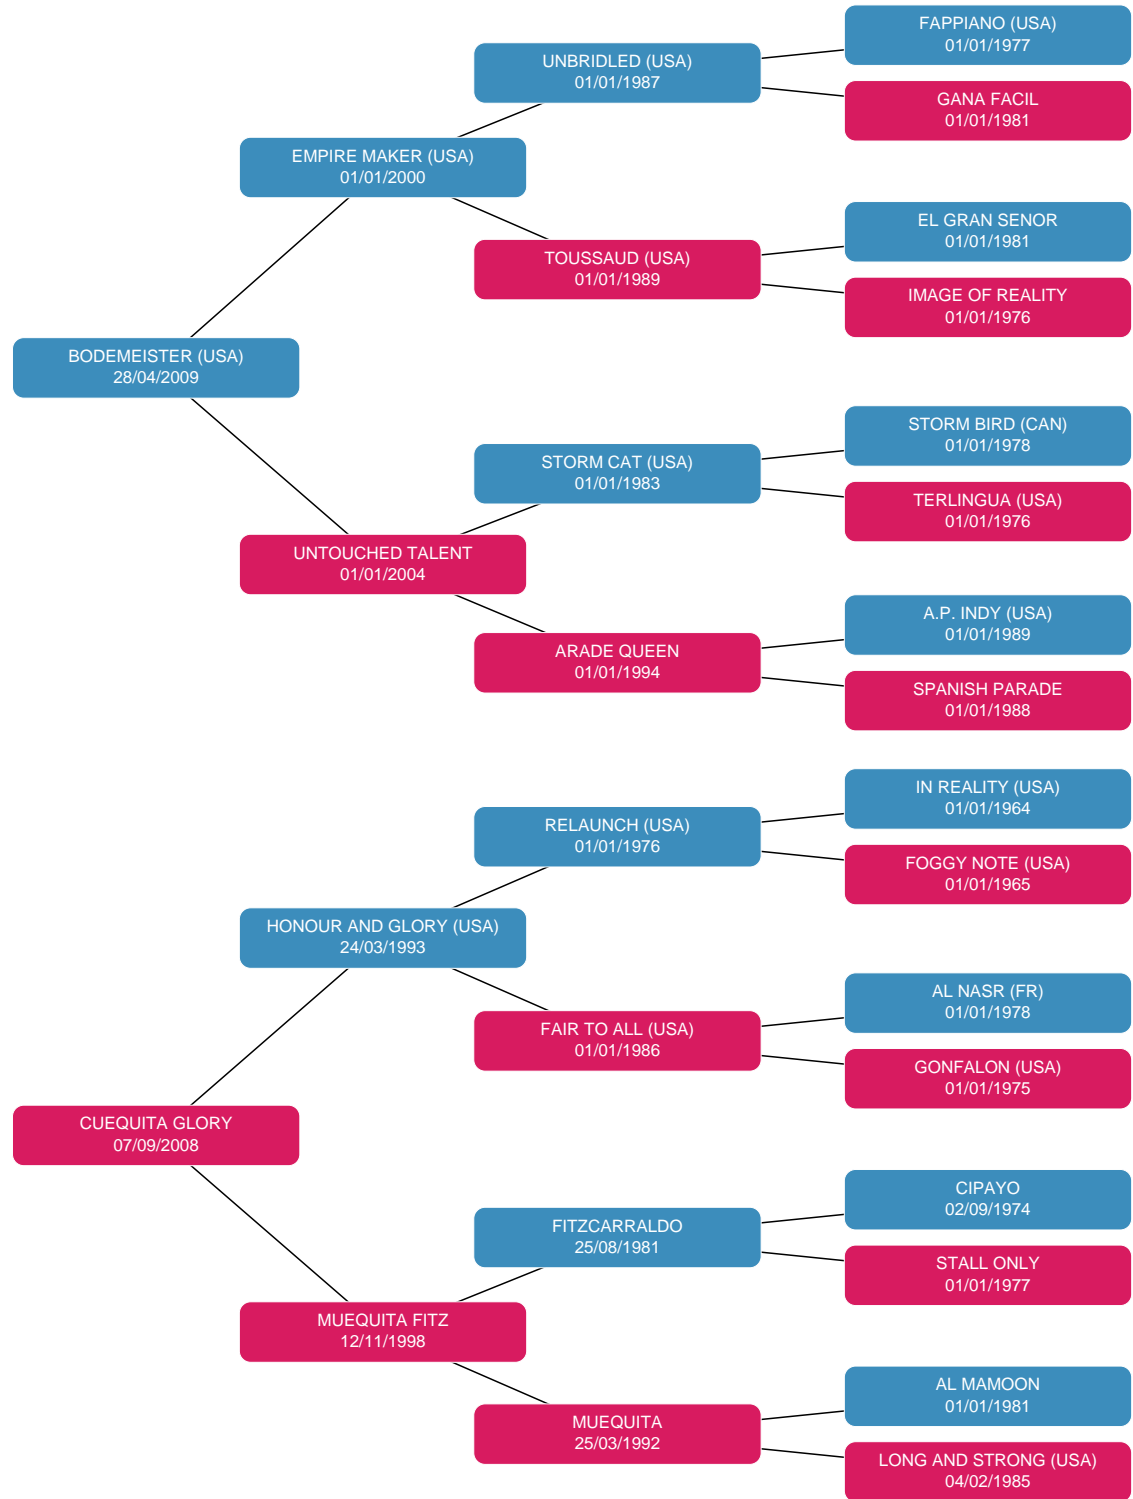 FAPPIANO (USA)
01/01/1977
UNBRIDLED (USA)
01/01/1987
GANA FACIL
01/01/1981
EMPIRE MAKER (USA)
01/01/2000
EL GRAN SENOR
01/01/1981
TOUSSAUD (USA)
01/01/1989
IMAGE OF REALITY
01/01/1976
BODEMEISTER (USA)
28/04/2009
STORM BIRD (CAN)
01/01/1978
STORM CAT (USA)
01/01/1983
TERLINGUA (USA)
01/01/1976
UNTOUCHED TALENT
01/01/2004
A.P. INDY (USA)
01/01/1989
ARADE QUEEN
01/01/1994
SPANISH PARADE
01/01/1988
IN REALITY (USA)
01/01/1964
RELAUNCH (USA)
01/01/1976
FOGGY NOTE (USA)
01/01/1965
HONOUR AND GLORY (USA)
24/03/1993
AL NASR (FR)
01/01/1978
FAIR TO ALL (USA)
01/01/1986
GONFALON (USA)
01/01/1975
CUEQUITA GLORY
07/09/2008
CIPAYO
02/09/1974
FITZCARRALDO
25/08/1981
STALL ONLY
01/01/1977
MUEQUITA FITZ
12/11/1998
AL MAMOON
01/01/1981
MUEQUITA
25/03/1992
LONG AND STRONG (USA)
04/02/1985